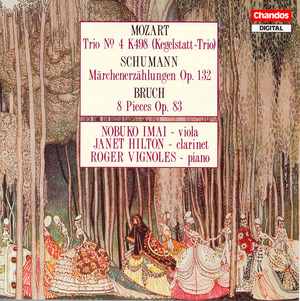 Chandos
DIGITAL
MOZART
Trio Nº 4 K498 (Kegelstatt-Trio)
SCHUMANN
Märchenerzählungen Op. 132
BRUCH
8 Pieces Op. 83
NOBUKO IMAI - viola
JANET HILTON - clarinet
ROGER VIGNOLES - piano